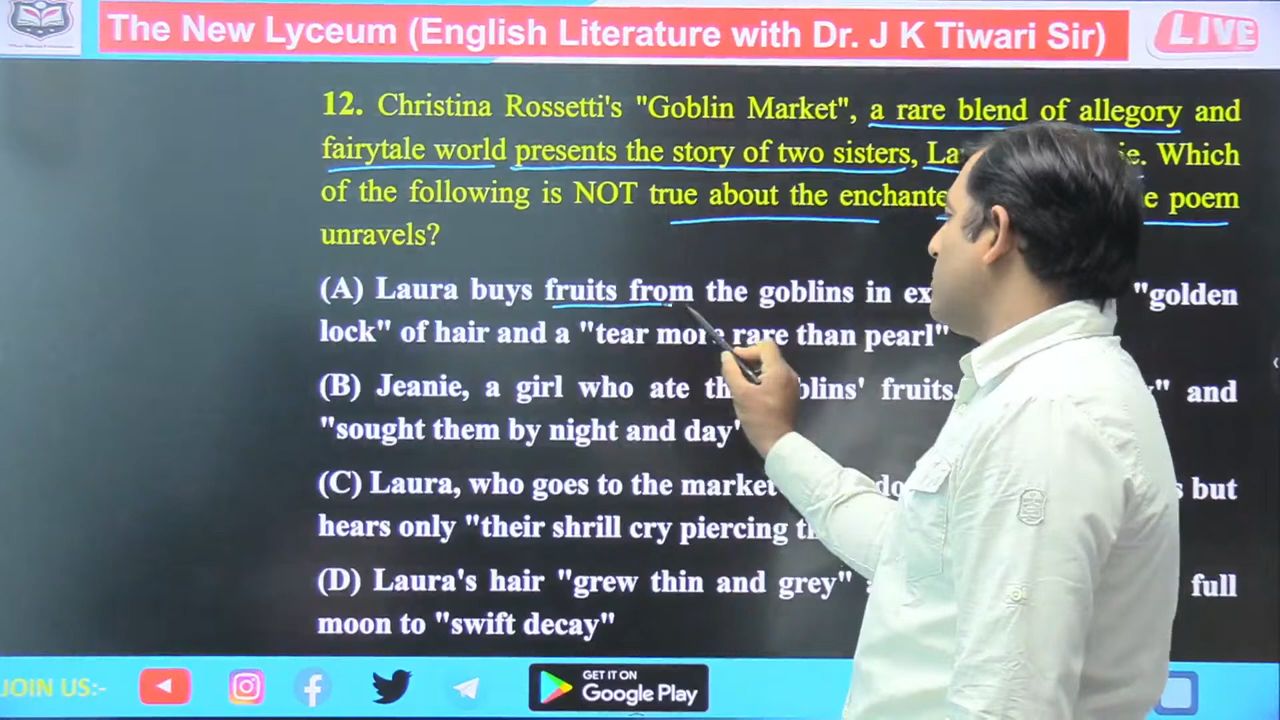 The New Lyceum (English Literature with Dr. J K Tiwari Sir)
LIVE
12. Christina Rossetti's "Goblin Market", a rare blend of allegory and
fairytale world presents the story of two sisters, Which
of the following is NOT true about the poem
unravels?
(A) Laura buys fruits from the goblins in "golden
lock" of hair and a "tear more rare than pearl"
(B) Jeanie, a girl who ate fruits, and
"sought them by night and day"
(C) Laura, who goes to the market but
hears only "their shrill cry piercing
(D) Laura's hair "grew thin and grey" full
moon to "swift decay"
JOIN US:-
GET IT ON
Google Play